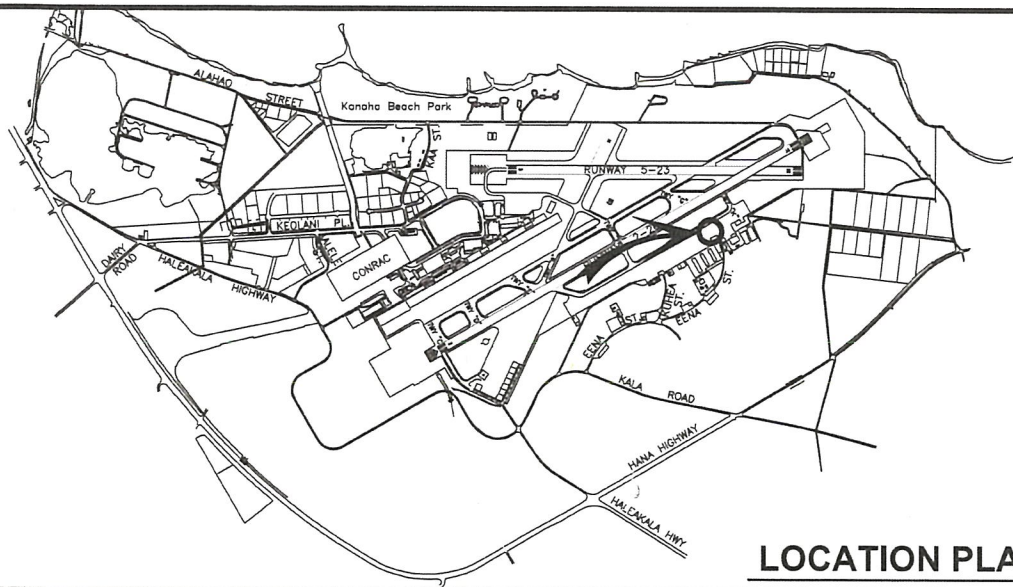 ALAHAO
STREET
Kanaha Beach Park
KAA ST.
RUNWAY 5-23
KEOLANI PL.
DAIRY
ROAD
HALEAKALA
HIGHWAY
CONRAC
EENA
ST.
EENA
ST.
KALA
ROAD
HANA HIGHWAY
HALEAKALA HWY
LOCATION PLA